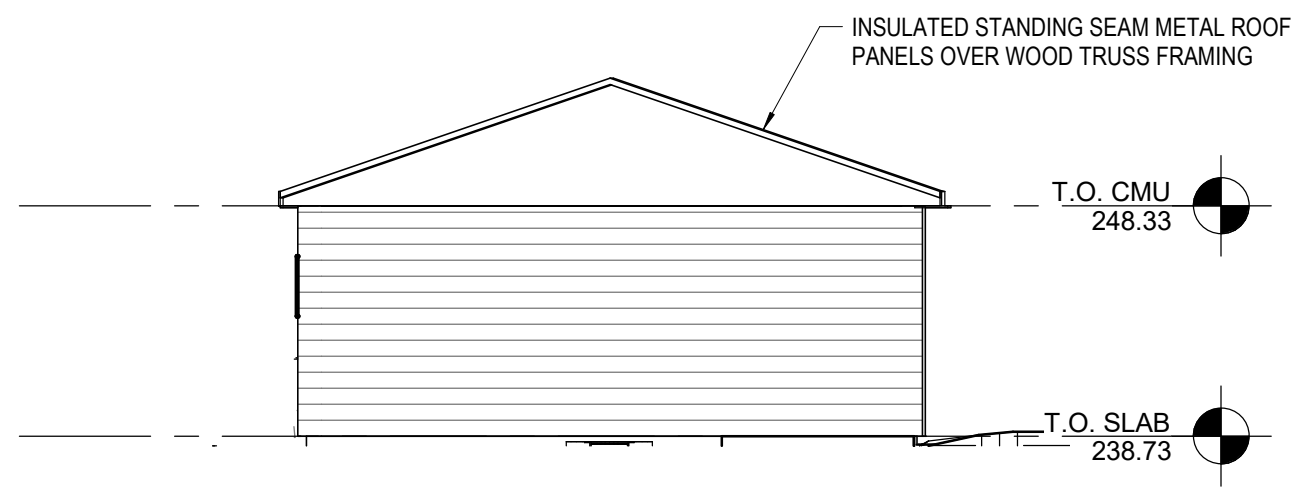 INSULATED STANDING SEAM METAL ROOF
PANELS OVER WOOD TRUSS FRAMING
T.O. CMU
248.33
T.O. SLAB
238.73